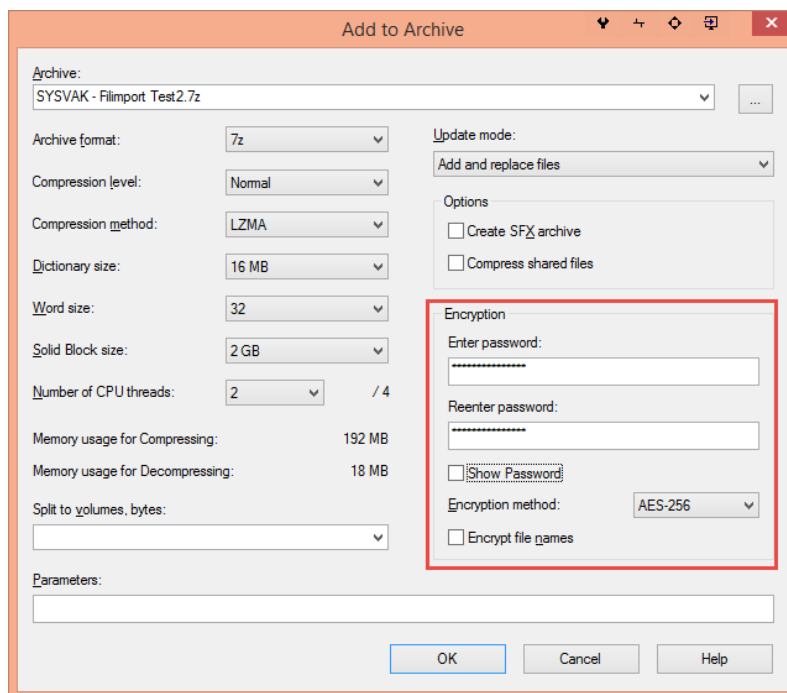 Add to Archive
Archive:
SYSVAK - Filimport Test2.7z
...
Archive format:
7z
Compression level:
Normal
Compression method:
LZMA
Dictionary size:
16 MB
Word size:
32
Solid Block size:
2 GB
Number of CPU threads:
2
/ 4
Memory usage for Compressing:
192 MB
Memory usage for Decompressing:
18 MB
Split to volumes, bytes:
Update mode:
Add and replace files
Options
Create SFX archive
Compress shared files
Encryption
Enter password:
***************
Reenter password:
***************
Show Password
Encryption method:
AES-256
Encrypt file names
Parameters:
OK
Cancel
Help